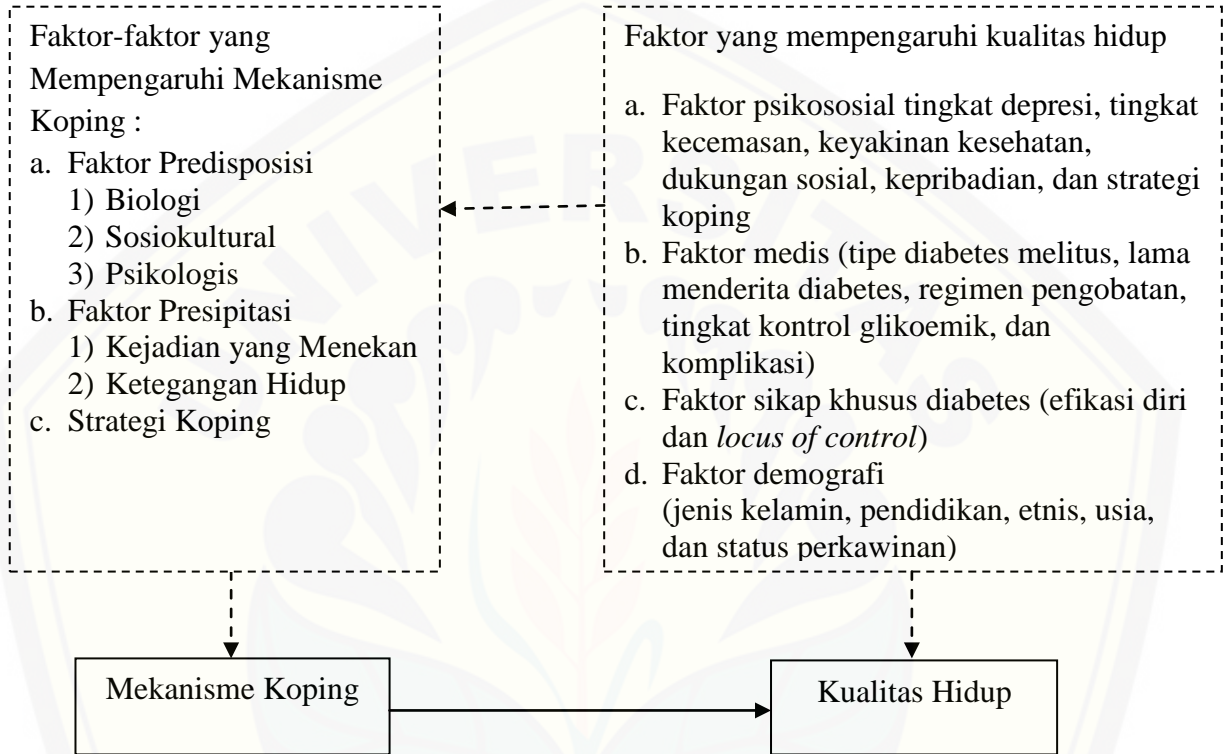 Faktor-faktor yang
Mempengaruhi Mekanisme
Koping :
a. Faktor Predisposisi
1) Biologi
2) Sosiokultural
3) Psikologis
b. Faktor Presipitasi
1) Kejadian yang Menekan
2) Ketegangan Hidup
c. Strategi Koping
Faktor yang mempengaruhi kualitas hidup
a. Faktor psikososial tingkat depresi, tingkat
kecemasan, keyakinan kesehatan,
dukungan sosial, kepribadian, dan strategi
koping
b. Faktor medis (tipe diabetes melitus, lama
menderita diabetes, regimen pengobatan,
tingkat kontrol glikoemik, dan
komplikasi)
c. Faktor sikap khusus diabetes (efikasi diri
dan locus of control)
d. Faktor demografi
(jenis kelamin, pendidikan, etnis, usia,
dan status perkawinan)
Mekanisme Koping
Kualitas Hidup
UNIVERSITAS